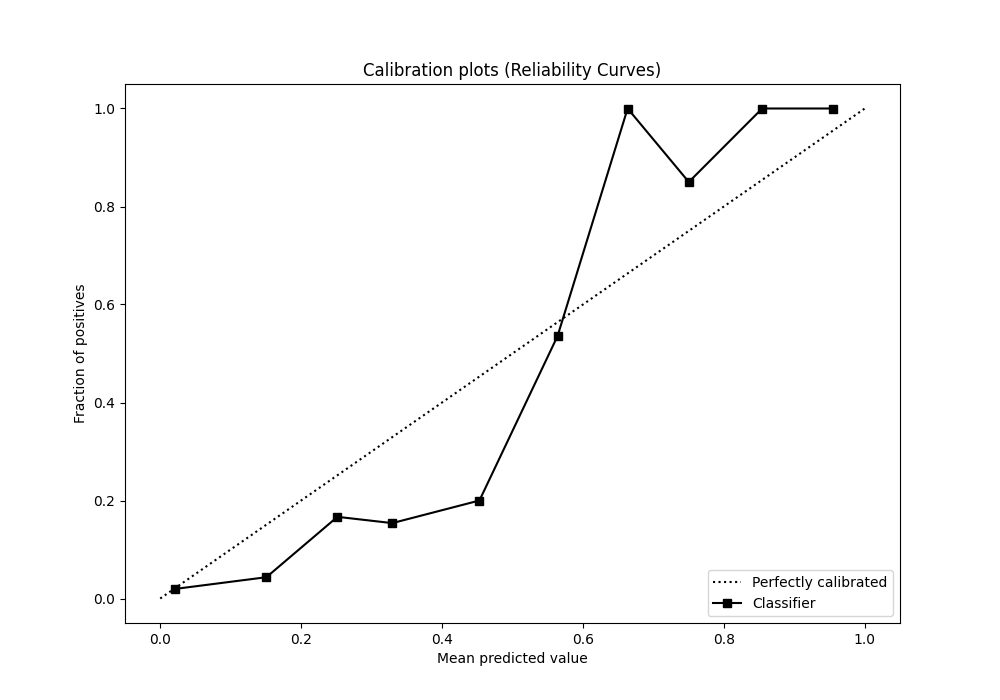 Calibration plots (Reliability Curves)
Fraction of positives
1.0
0.8
0.6
0.4
0.2
0.0
0.0 0.2 0.4 0.6 0.8 1.0
Mean predicted value
Perfectly calibrated
Classifier